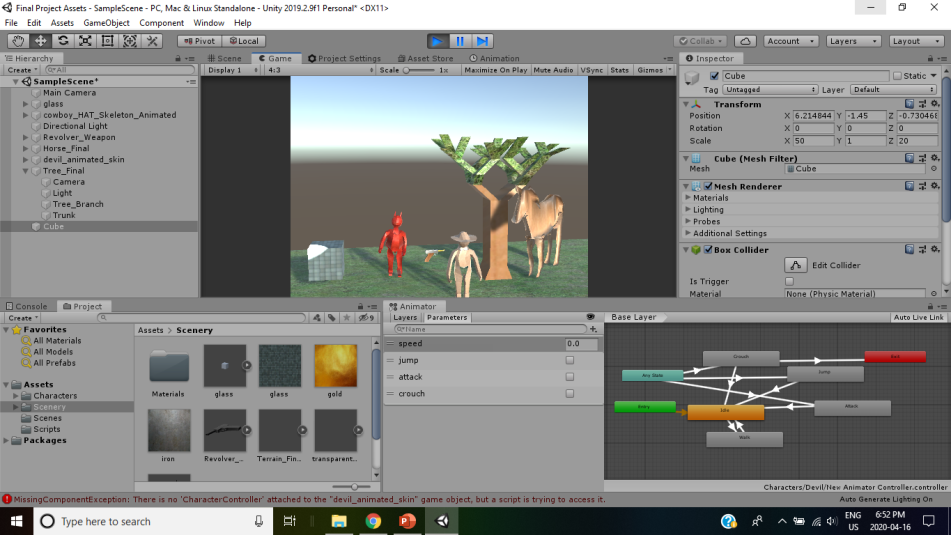 Final Project Assets - SampleScene - PC, Mac & Linux Standalone - Unity 2019.2.9f1 Personal* <DX11>
File Edit Assets GameObject Component Window Help
Pivot Local Collab Account Layers Layout
Hierarchy Scene Game Project Settings Asset Store Animation Inspector
Create All Display 1 4:3 Scale 1x Maximize On Play Mute Audio VSync Stats Gizmos Cube Static
SampleScene*
Tag Untagged Layer Default
Main Camera
glass
cowboy_HAT_Skeleton_Animated
Directional Light
Revolver_Weapon
Horse_Final
devil_animated_skin
Tree_Final
Camera
Light
Tree_Branch
Trunk
Cube
Transform
Position X 6.214844 Y -1.45 Z -0.730468
Rotation X 0 Y 0 Z 0
Scale X 50 Y 1 Z 20
Cube (Mesh Filter)
Mesh Cube
Mesh Renderer
Materials
Lighting
Probes
Additional Settings
Box Collider
Edit Collider
Is Trigger
Material None (Physic Material)
Console Project
Create 9
Favorites
All Materials
All Models
All Prefabs
Assets
Characters
Scenery
Scenes
Scripts
Packages
Assets Scenery
Materials glass glass gold
iron Revolver_... Terrain_Fin... transparent...
Animator
Layers Parameters
Name
speed 0.0
jump
attack
crouch
Base Layer Auto Live Link
Crouch Exit
Any State Jump
Entry Idle Attack
Walk
Characters/Devil/New Animator Controller.controller
MissingComponentException: There is no 'CharacterController' attached to the "devil_animated_skin" game object, but a script is trying to access it.
Auto Generate Lighting On
Type here to search
ENG
US
6:52 PM
2020-04-16